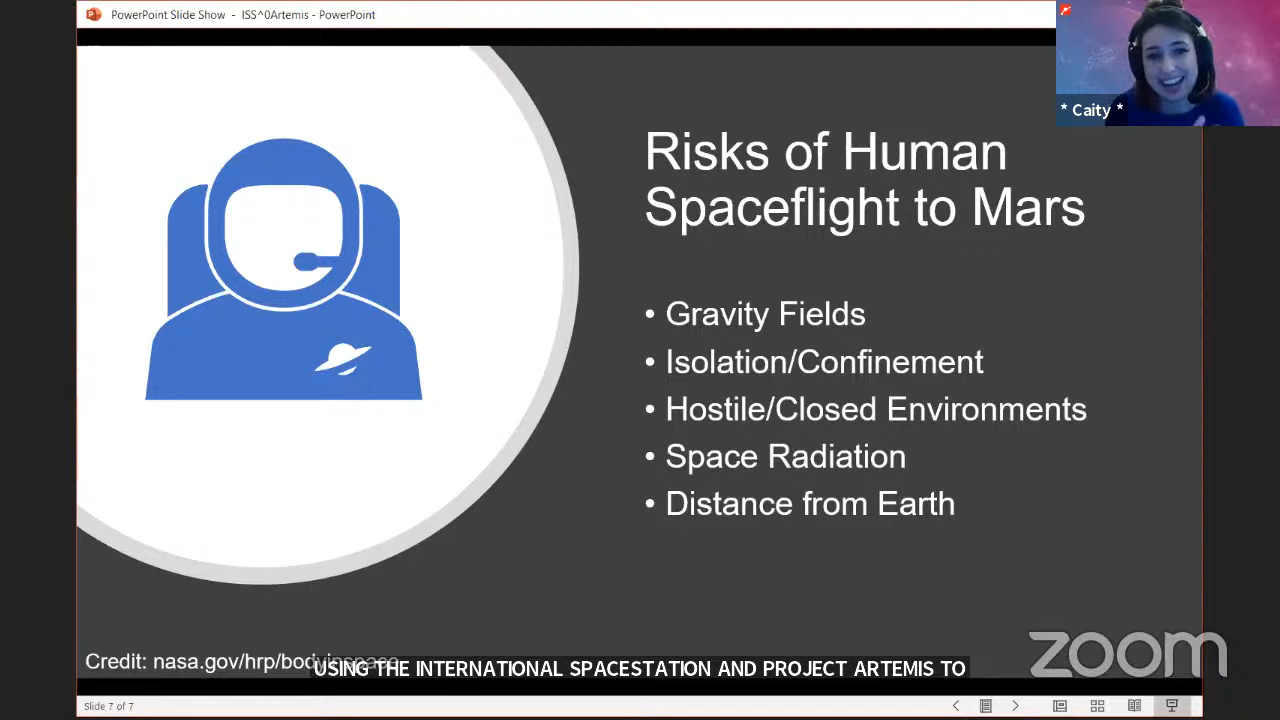 PowerPoint Slide Show - ISS^0Artemis - PowerPoint
* Caity *
Risks of Human
Spaceflight to Mars
• Gravity Fields
• Isolation/Confinement
• Hostile/Closed Environments
• Space Radiation
• Distance from Earth
Credit: nasa.gov/hrp/bodyinspace
USING THE INTERNATIONAL SPACESTATION AND PROJECT ARTEMIS TO
zoom
Slide 7 of 7